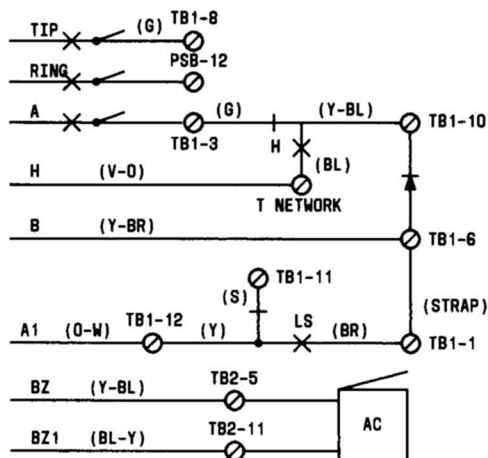 TIP (G) TB1-8
PSB-12
RING
A (G) (Y-BL) TB1-10
TB1-3 H (BL)
H (V-O)
T NETWORK
B (Y-BR) TB1-6
TB1-11
(S) (STRAP)
A1 (O-W) TB1-12 (Y) LS (BR) TB1-1
BZ (Y-BL) TB2-5
AC
BZ1 (BL-Y) TB2-11